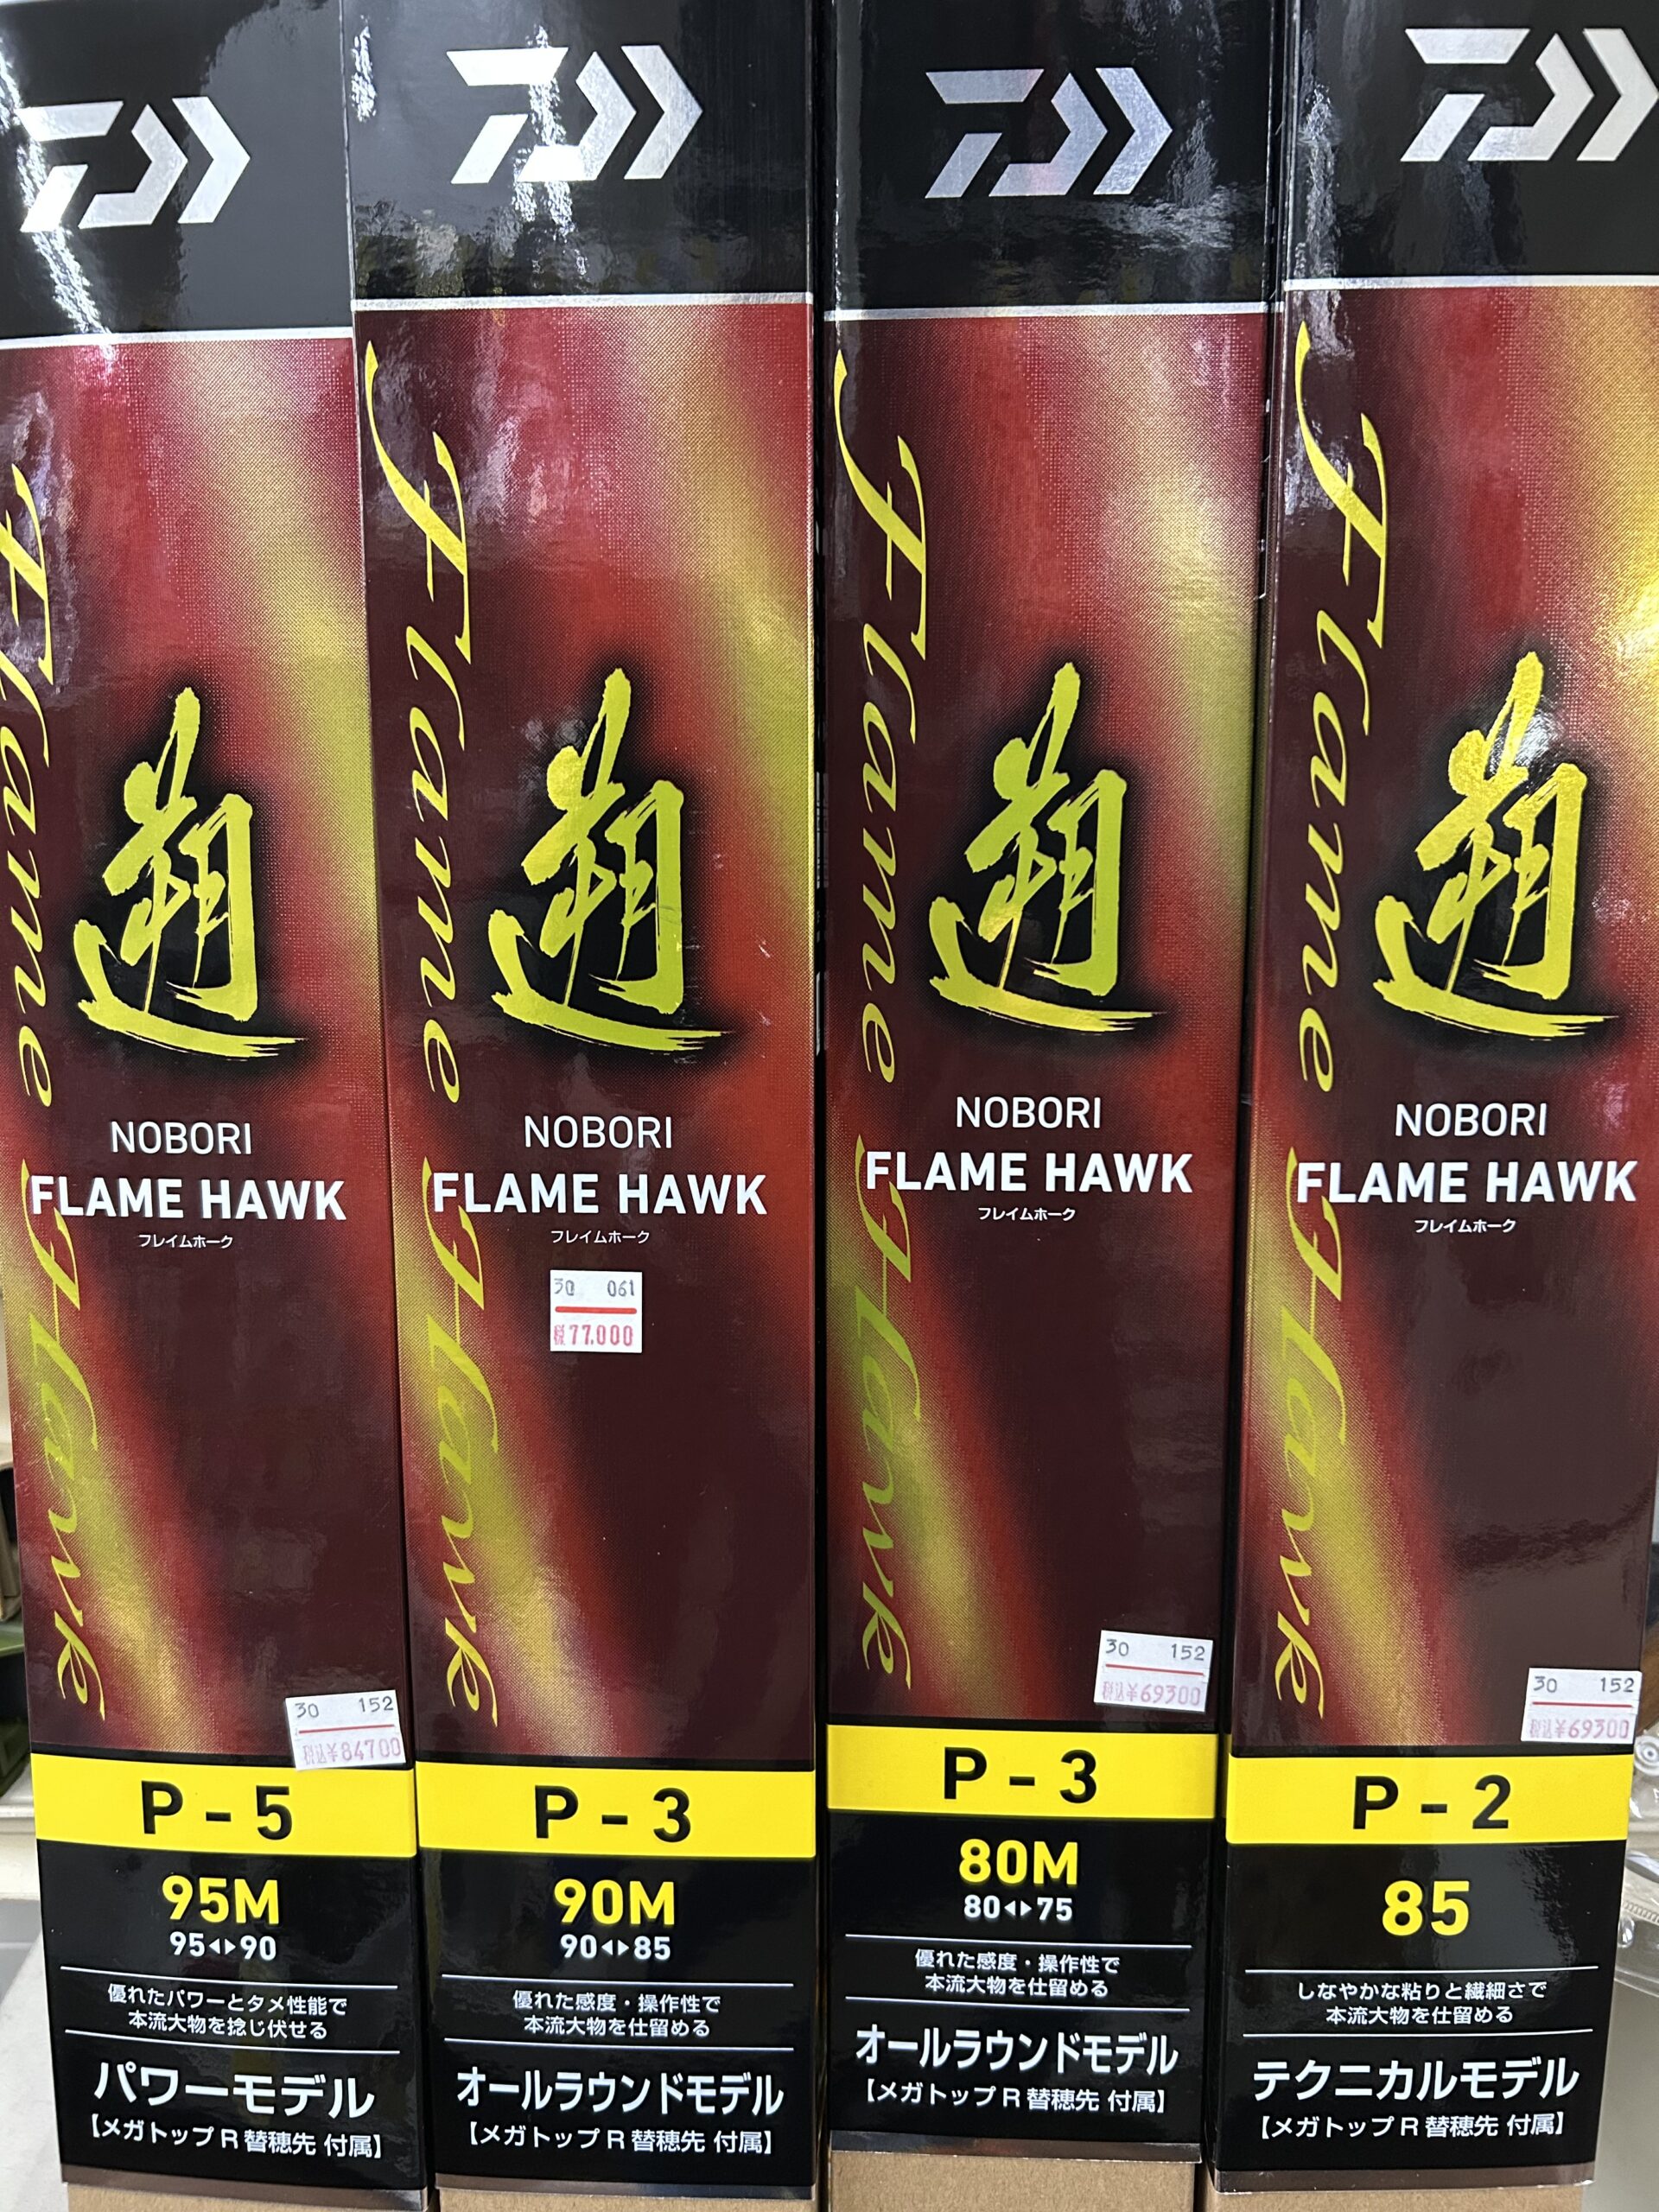 Flame Hawk
遡
NOBORI
FLAME HAWK
フレイムホーク
30 152
税込¥84700
P-5
95M
95◂▸90
優れたパワーとタメ性能で
本流大物を捻じ伏せる
パワーモデル
【メガトップR替穂先 付属】
Flame Hawk
遡
NOBORI
FLAME HAWK
フレイムホーク
30 061
77,000
P-3
90M
90◂▸85
優れた感度・操作性で
本流大物を仕留める
オールラウンドモデル
【メガトップR替穂先 付属】
Flame Hawk
遡
NOBORI
FLAME HAWK
フレイムホーク
30 152
税込¥69300
P-3
80M
80◂▸75
優れた感度・操作性で
本流大物を仕留める
オールラウンドモデル
【メガトップR替穂先 付属】
Flame Hawk
遡
NOBORI
FLAME HAWK
フレイムホーク
30 152
税込¥69300
P-2
85
しなやかな粘りと繊細さで
本流大物を仕留める
テクニカルモデル
【メガトップR替穂先 付属】